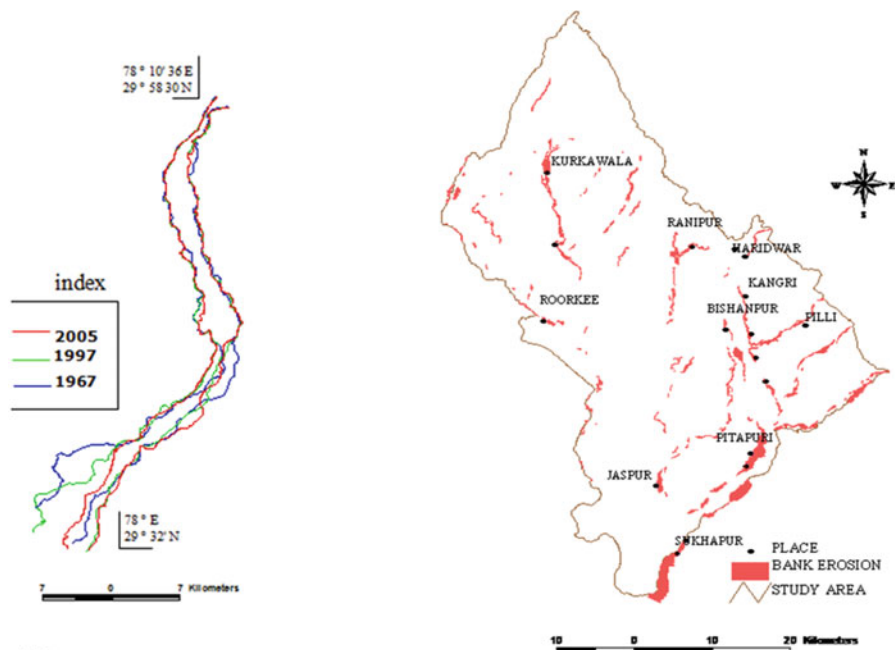 78° 10' 36 E
29° 58 30 N
index
2005
1997
1967
78° E
29° 32' N
7 0 7 Kilometers
KURKAWALA
RANIPUR
HARIDWAR
KANGRI
ROORKEE
BISHANPUR
PILLI
PITAPURI
JASPUR
SUKHAPUR
N
W E
S
PLACE
BANK EROSION
STUDY AREA
10 0 10 20 Kilometers